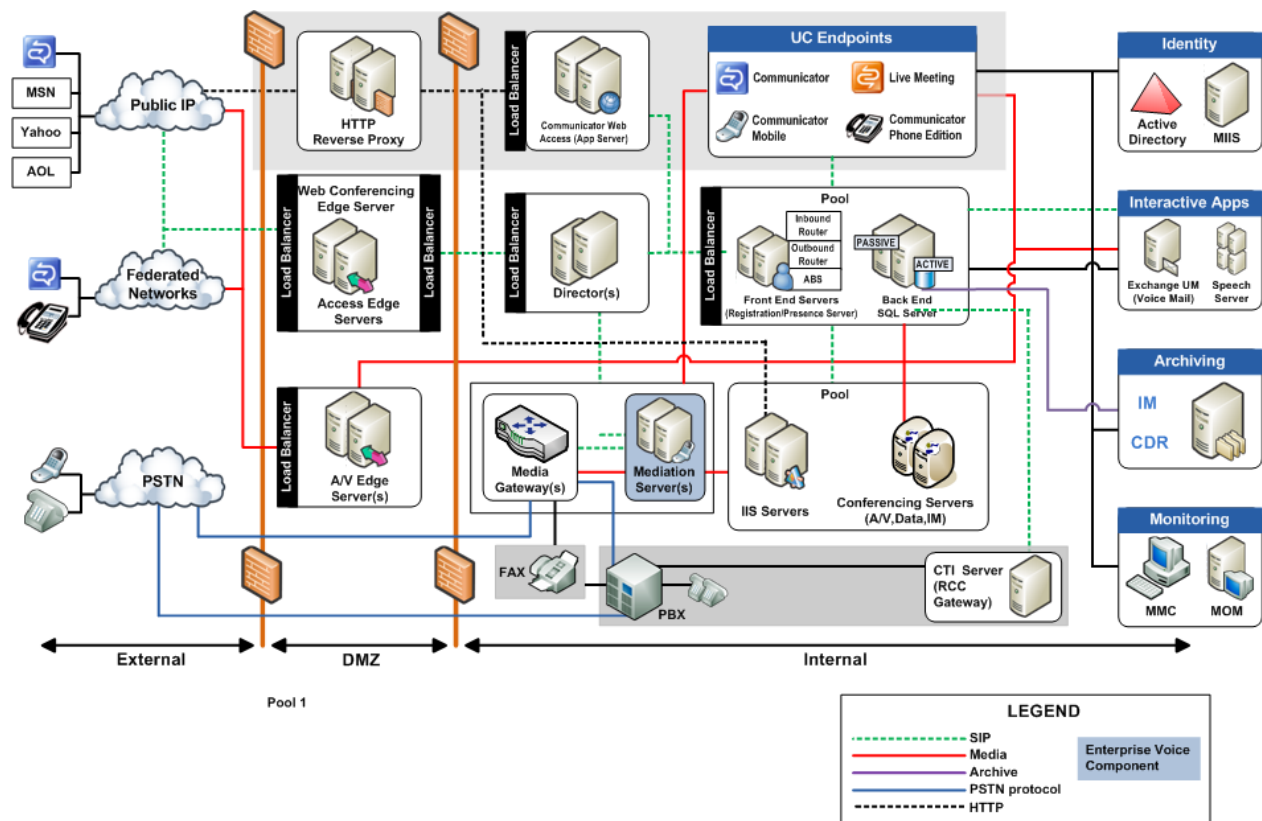 MSN
Yahoo
AOL
Public IP
Federated
Networks
PSTN
HTTP
Reverse Proxy
Load Balancer
Communicator Web
Access (App Server)
UC Endpoints
Communicator
Live Meeting
Communicator
Mobile
Communicator
Phone Edition
Identity
Active
Directory
MIIS
Load Balancer
Web Conferencing
Edge Server
Access Edge
Servers
Load Balancer
Load Balancer
Director(s)
Load Balancer
Pool
Inbound
Router
Outbound
Router
ABS
PASSIVE
ACTIVE
Front End Servers
(Registration/Presence Server)
Back End
SQL Server
Interactive Apps
Exchange UM
(Voice Mail)
Speech
Server
Load Balancer
A/V Edge
Server(s)
Media
Gateway(s)
Mediation
Server(s)
Pool
IIS Servers
Conferencing Servers
(A/V,Data,IM)
Archiving
IM
CDR
FAX
PBX
CTI Server
(RCC
Gateway)
Monitoring
MMC
MOM
External
DMZ
Internal
Pool 1
LEGEND
SIP
Media
Archive
PSTN protocol
HTTP
Enterprise Voice
Component